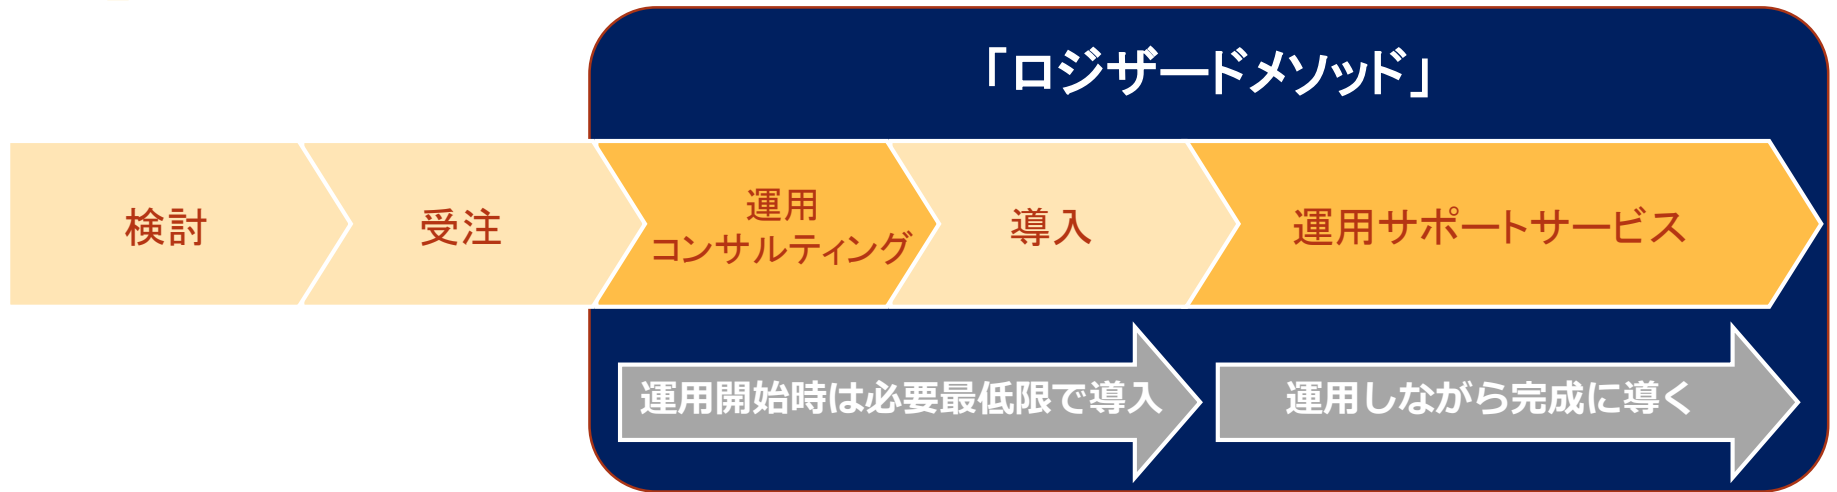 「ロジザードメソッド」
検討
受注
運用
コンサルティング
導入
運用サポートサービス
運用開始時は必要最低限で導入
運用しながら完成に導く